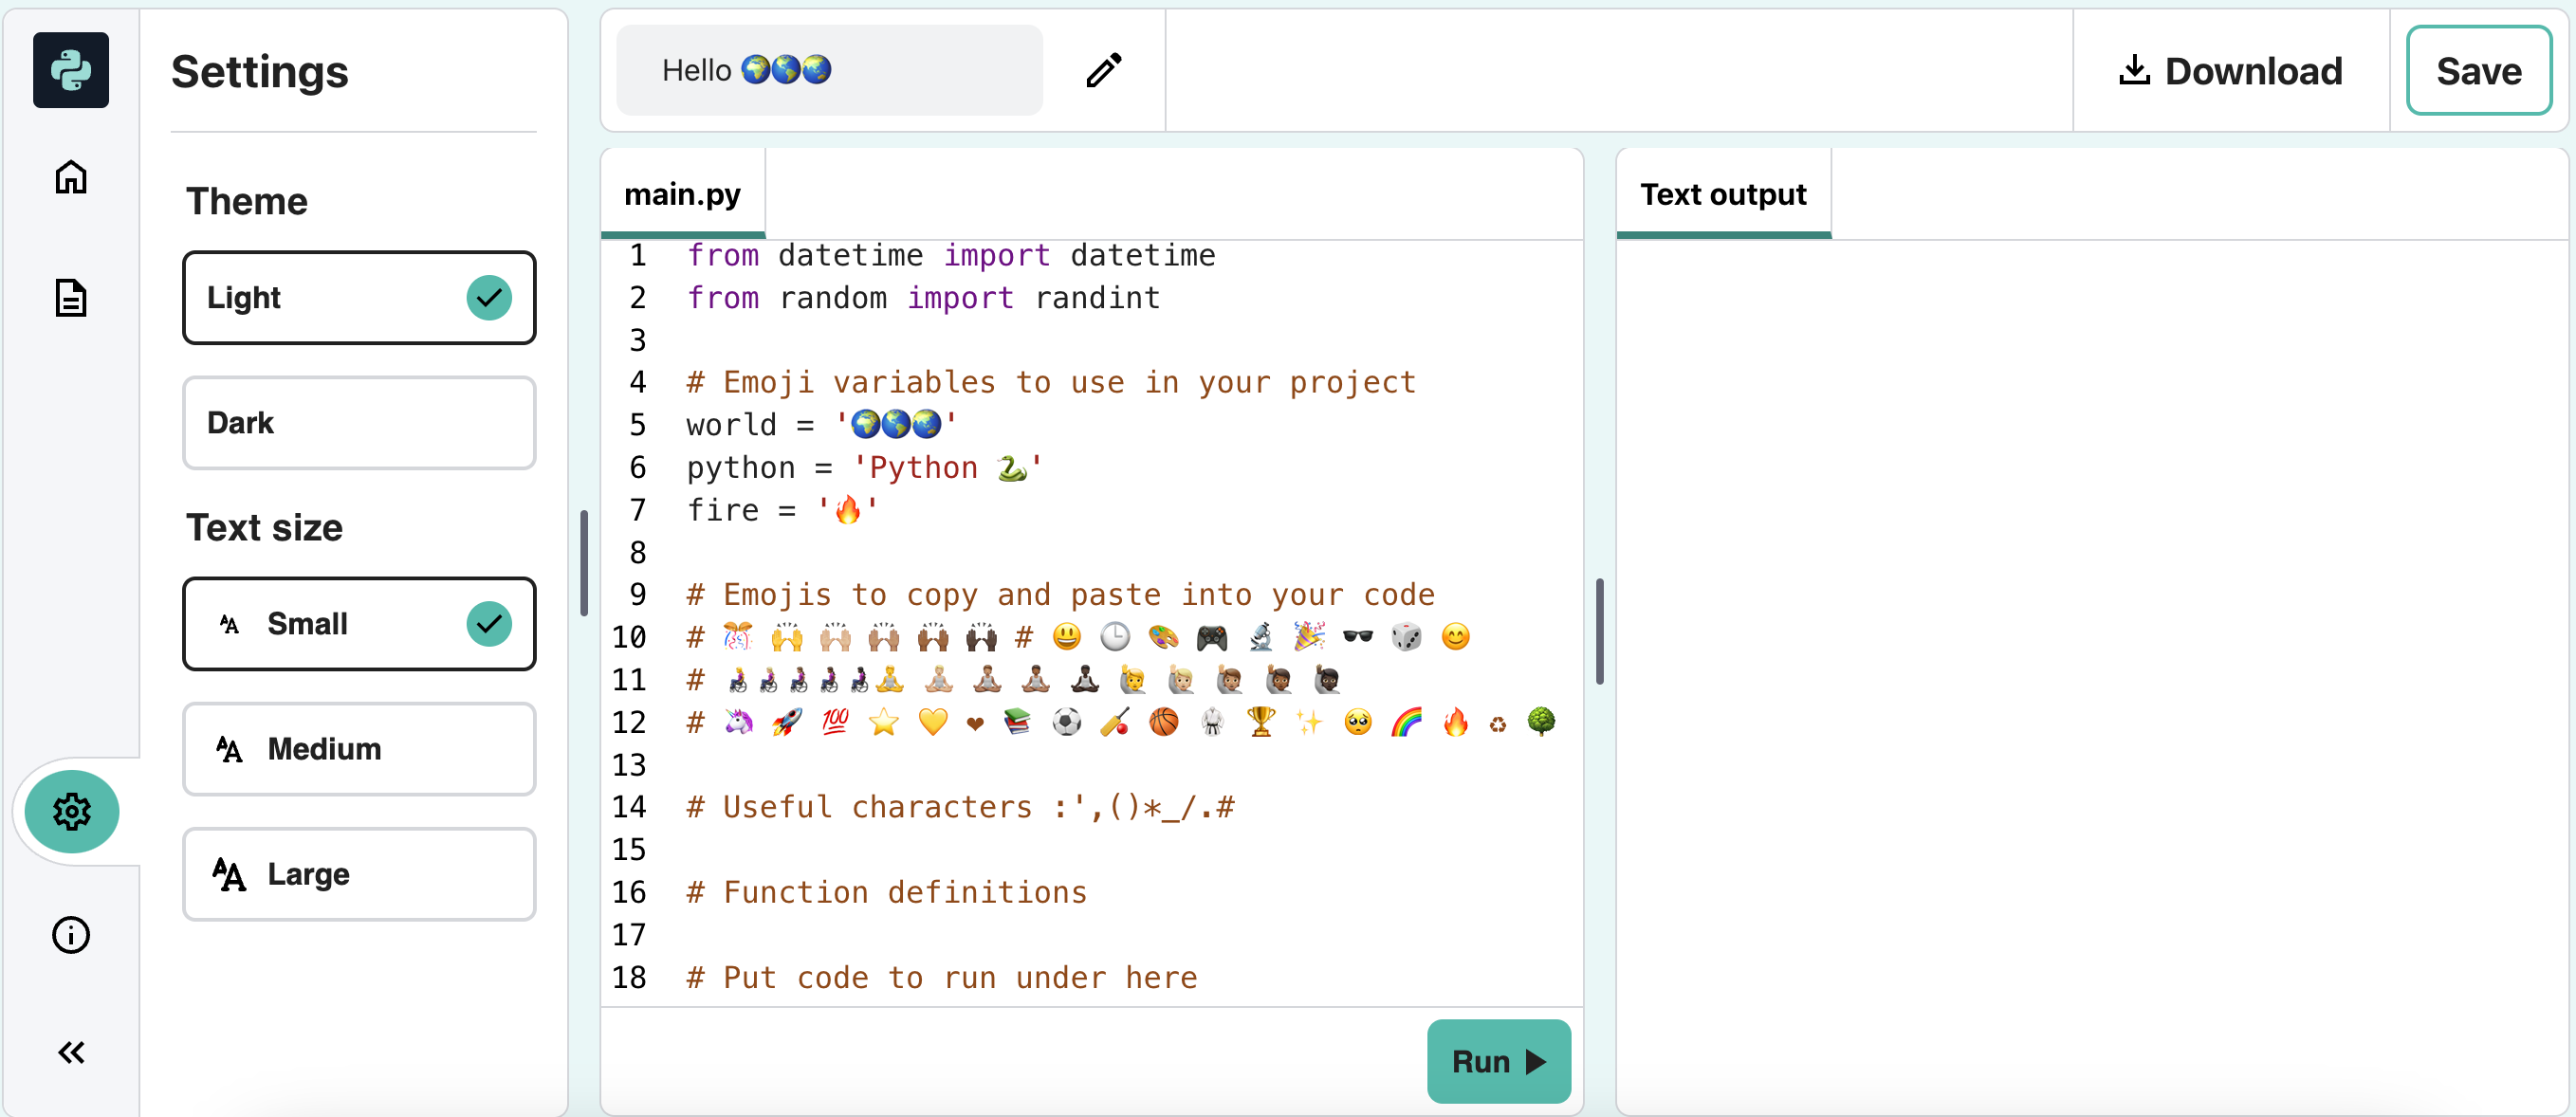 Settings
Theme
Light
Dark
Text size
Small
Medium
Large
Hello 🌍🌎🌏
Download
Save
main.py
1 from datetime import datetime
2 from random import randint
3
4 # Emoji variables to use in your project
5 world = '🌍🌎🌏'
6 python = 'Python 🐍'
7 fire = '🔥'
8
9 # Emojis to copy and paste into your code
10 # 🎊 🙌 🙌🏼 🙌🏽 🙌🏾 🙌🏿 # 😃 🕒 🎨 🎮 🔬 🎉 🕶️ 🎲 😊
11 # 👩‍🦽👩🏼‍🦽👩🏽‍🦽👩🏾‍🦽👩🏿‍🦽🧘 🧘🏼 🧘🏽 🧘🏾 🧘🏿 🙋 🙋🏼 🙋🏽 🙋🏾 🙋🏿
12 # 🦄 🚀 💯 ⭐ 💛 ❤ 📚 ⚽ 🏏 🏀 🥋 🏆 ✨ 🥺 🌈 🔥 ♻ 🌳
13
14 # Useful characters :',()*_/.#
15
16 # Function definitions
17
18 # Put code to run under here
Run
Text output